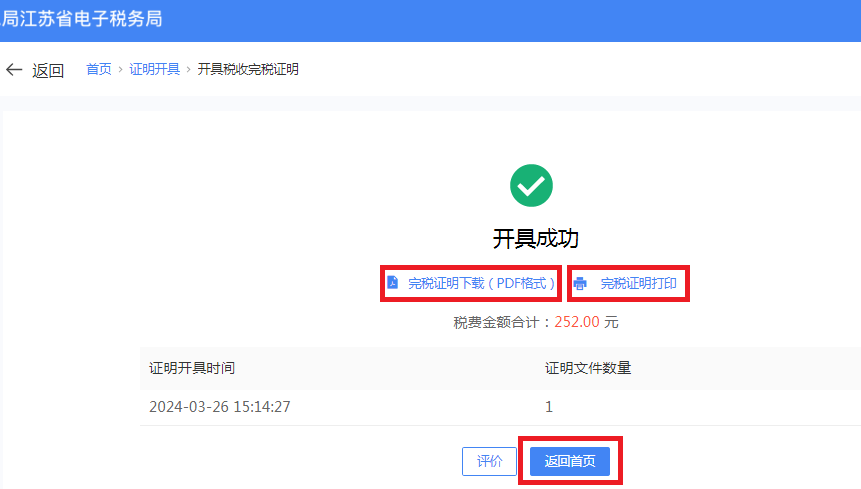 局江苏省电子税务局
返回 首页 › 证明开具 › 开具税收完税证明
开具成功
完税证明下载（PDF格式） 完税证明打印
税费金额合计：252.00 元
证明开具时间 证明文件数量
2024-03-26 15:14:27 1
评价 返回首页